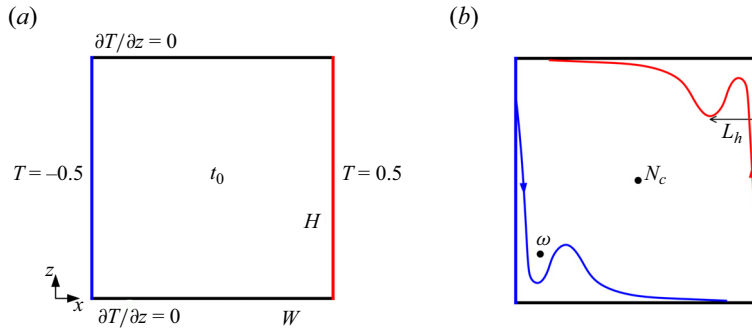 (a)
∂T/∂z = 0
T = –0.5
t₀
T = 0.5
H
z
x
∂T/∂z = 0
W
(b)
L_h
N_c
ω